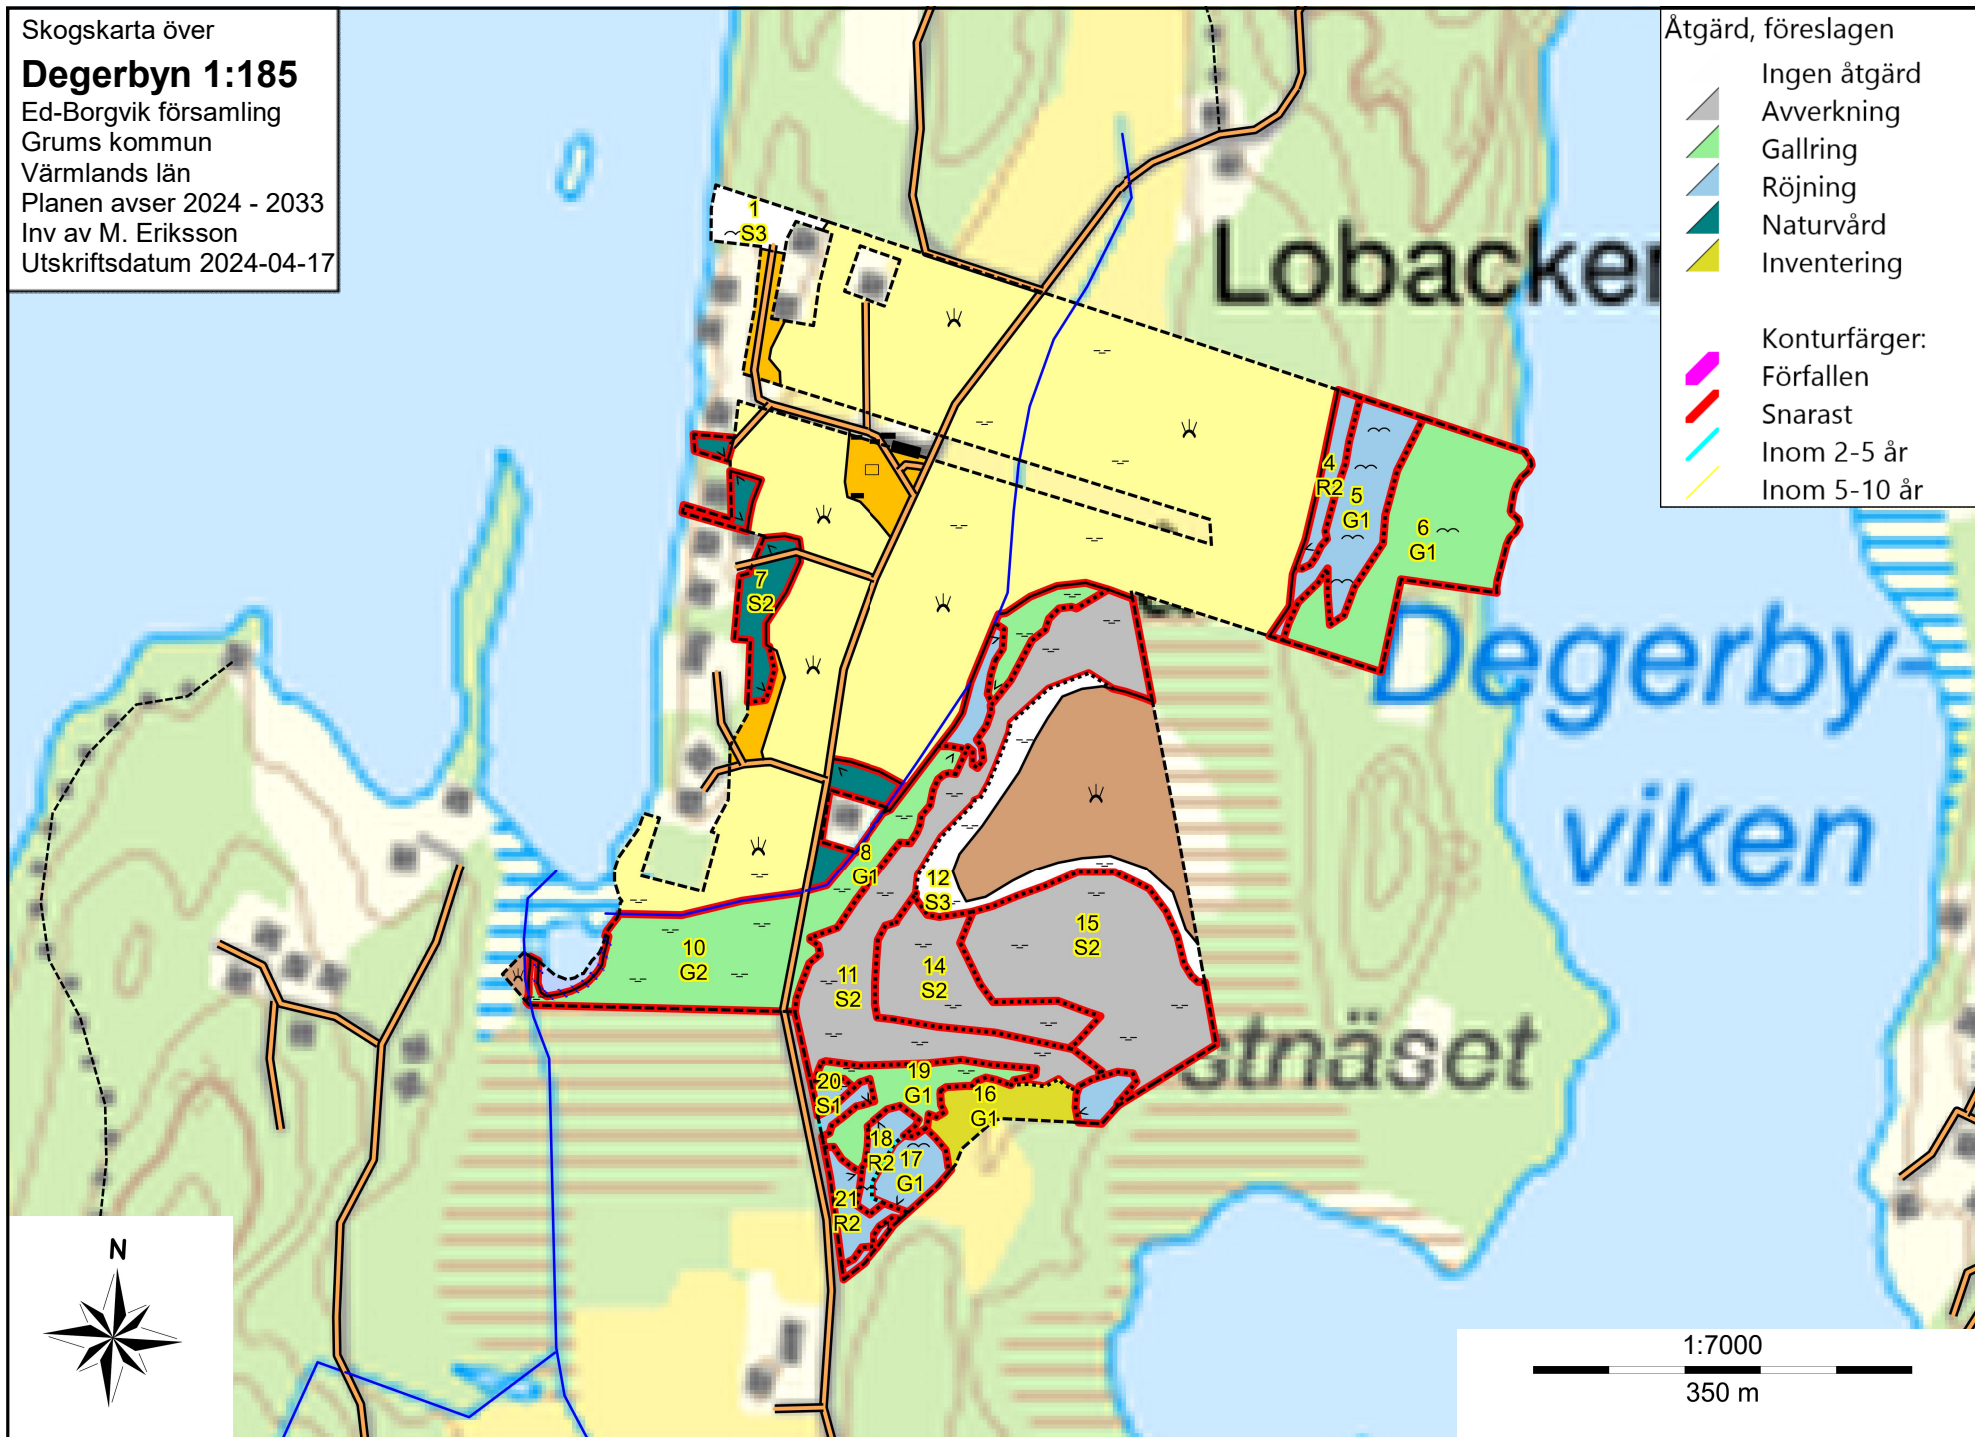 Skogskarta över
Degerbyn 1:185
Ed-Borgvik församling
Grums kommun
Värmlands län
Planen avser 2024 - 2033
Inv av M. Eriksson
Utskriftsdatum 2024-04-17
Åtgärd, föreslagen
Ingen åtgärd
Avverkning
Gallring
Röjning
Naturvård
Inventering
Konturfärger:
Förfallen
Snarast
Inom 2-5 år
Inom 5-10 år
1
S3
Lobacken
4
R2
5
G1
6
G1
7
S2
Degerby-
viken
8
G1
12
S3
15
S2
10
G2
11
S2
14
S2
stnäset
20
S1
19
G1
16
G1
18
R2
17
G1
21
R2
N
1:7000
350 m